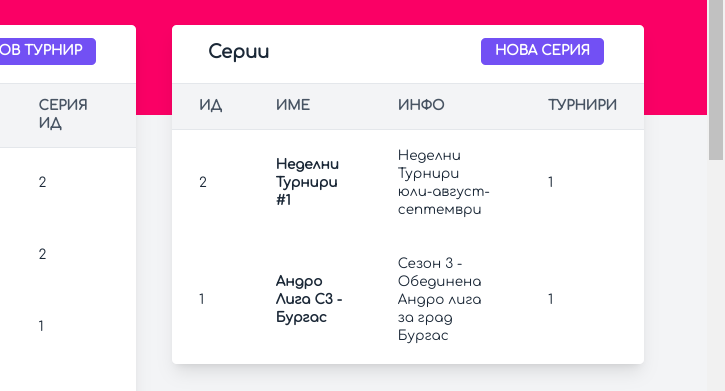 ОВ ТУРНИР
СЕРИЯ
ИД
2
2
1
Серии
НОВА СЕРИЯ
ИД ИМЕ ИНФО ТУРНИРИ
2
Неделни
Турнири
#1
Неделни
Турнири
юли-август-
септември
1
1
Андро
Лига С3 -
Бургас
Сезон 3 -
Обединена
Андро лига
за град
Бургас
1